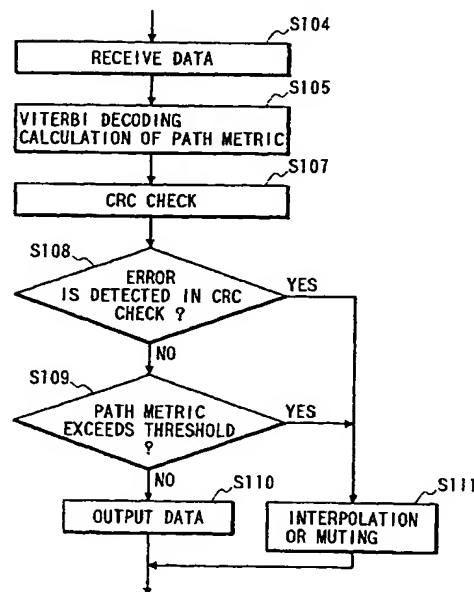 S104
RECEIVE DATA
S105
VITERBI DECODING
CALCULATION OF PATH METRIC
S107
CRC CHECK
S108
ERROR
IS DETECTED IN CRC
CHECK ?
YES
NO
S109
PATH METRIC
EXCEEDS THRESHOLD
?
YES
NO
S110
OUTPUT DATA
S111
INTERPOLATION
OR MUTING